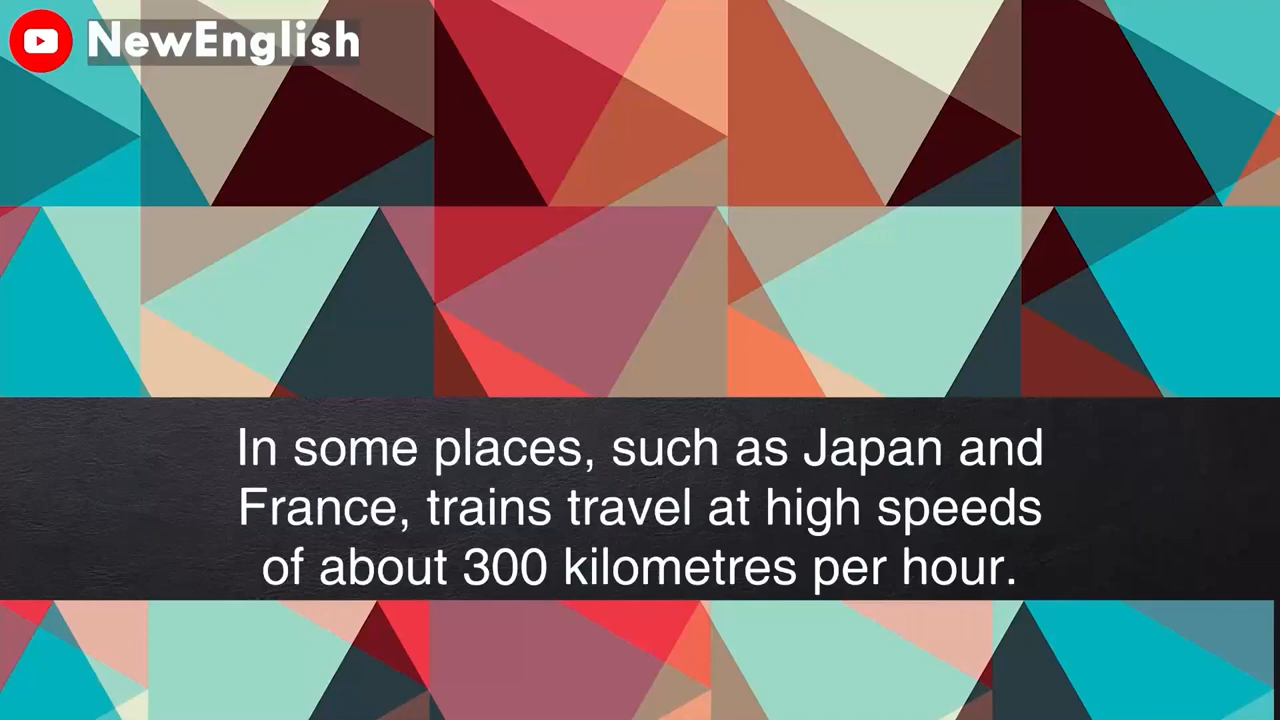 NewEnglish
In some places, such as Japan and
France, trains travel at high speeds
of about 300 kilometres per hour.